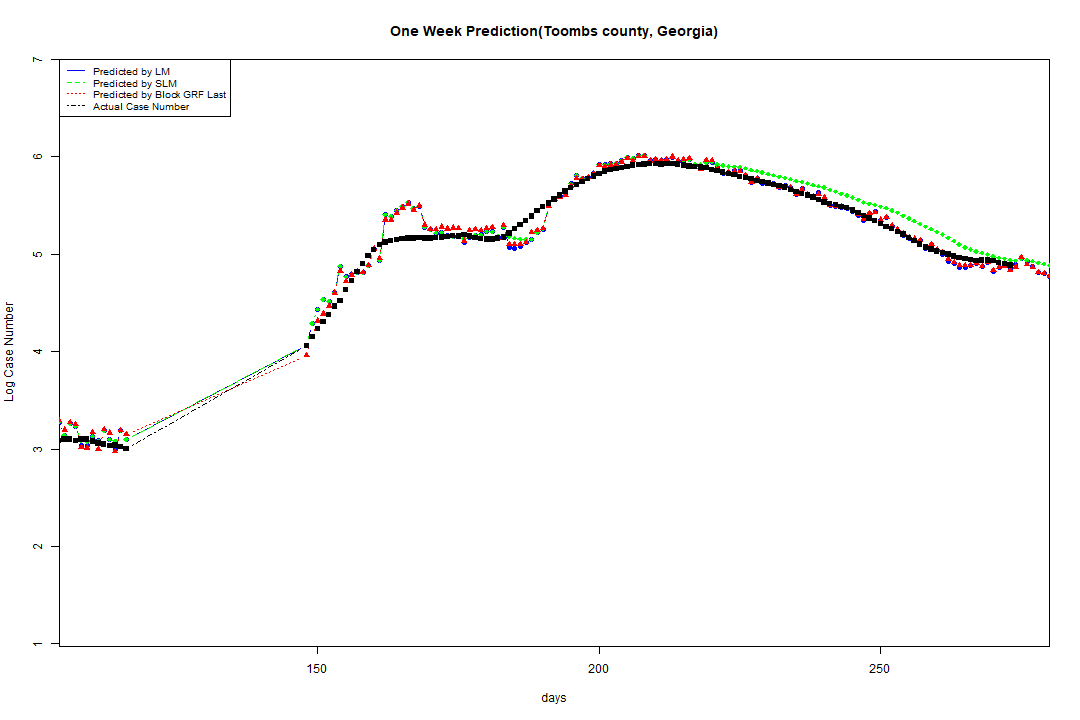 One Week Prediction(Toombs county, Georgia)
Predicted by LM
Predicted by SLM
Predicted by Block GRF Last
Actual Case Number
7
6
5
4
3
2
1
Log Case Number
150 200 250
days